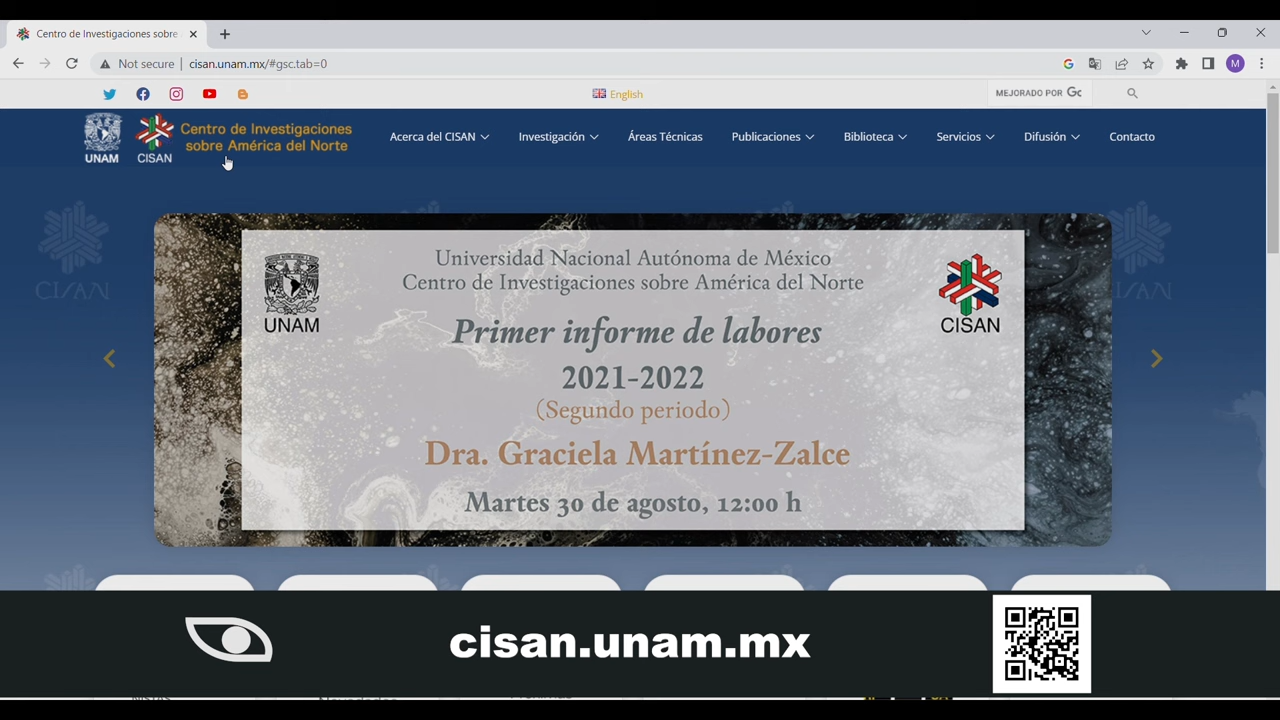 Centro de Investigaciones sobre
Not secure | cisan.unam.mx/#gsc.tab=0
M
English
MEJORADO POR
UNAM
CISAN
Centro de Investigaciones
sobre América del Norte
Acerca del CISAN
Investigación
Áreas Técnicas
Publicaciones
Biblioteca
Servicios
Difusión
Contacto
Universidad Nacional Autónoma de México
Centro de Investigaciones sobre América del Norte
UNAM
CISAN
Primer informe de labores
2021-2022
(Segundo periodo)
Dra. Graciela Martínez-Zalce
Martes 30 de agosto, 12:00 h
cisan.unam.mx